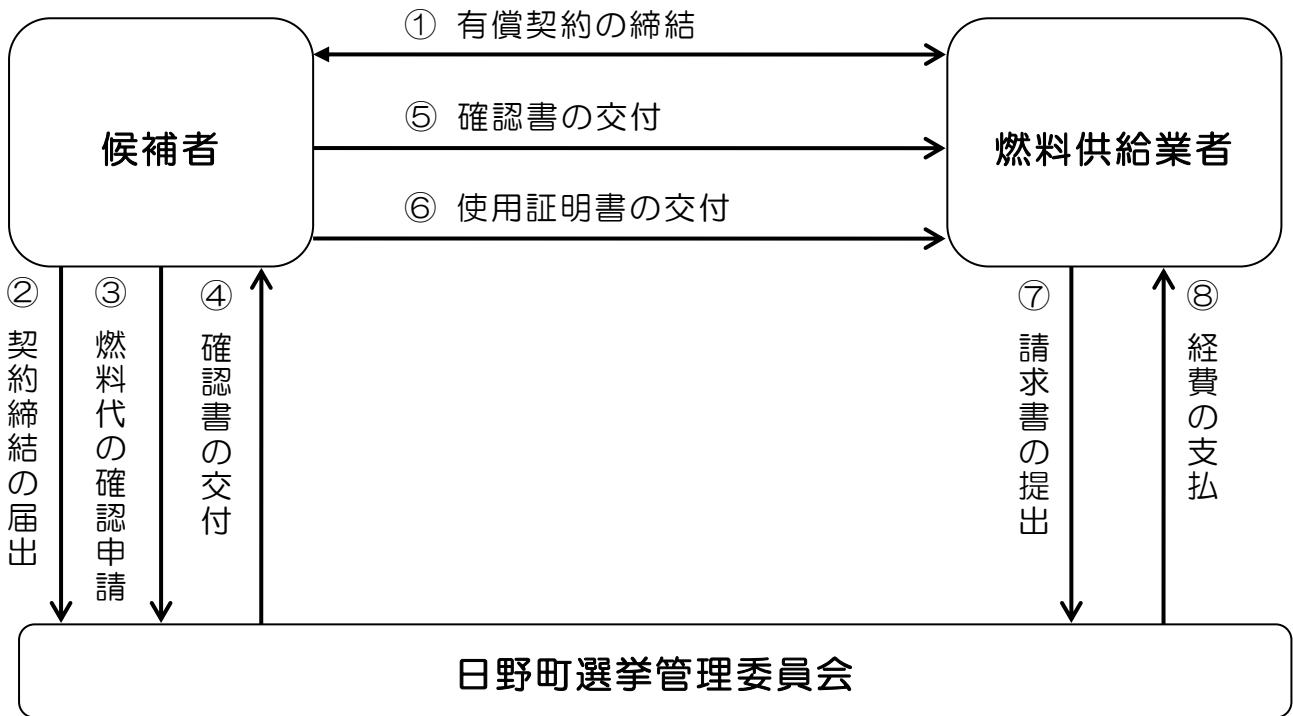 ① 有償契約の締結
⑤ 確認書の交付
候補者
燃料供給業者
⑥ 使用証明書の交付
② 契約締結の届出
③ 燃料代の確認申請
④ 確認書の交付
⑦ 請求書の提出
⑧ 経費の支払
日野町選挙管理委員会